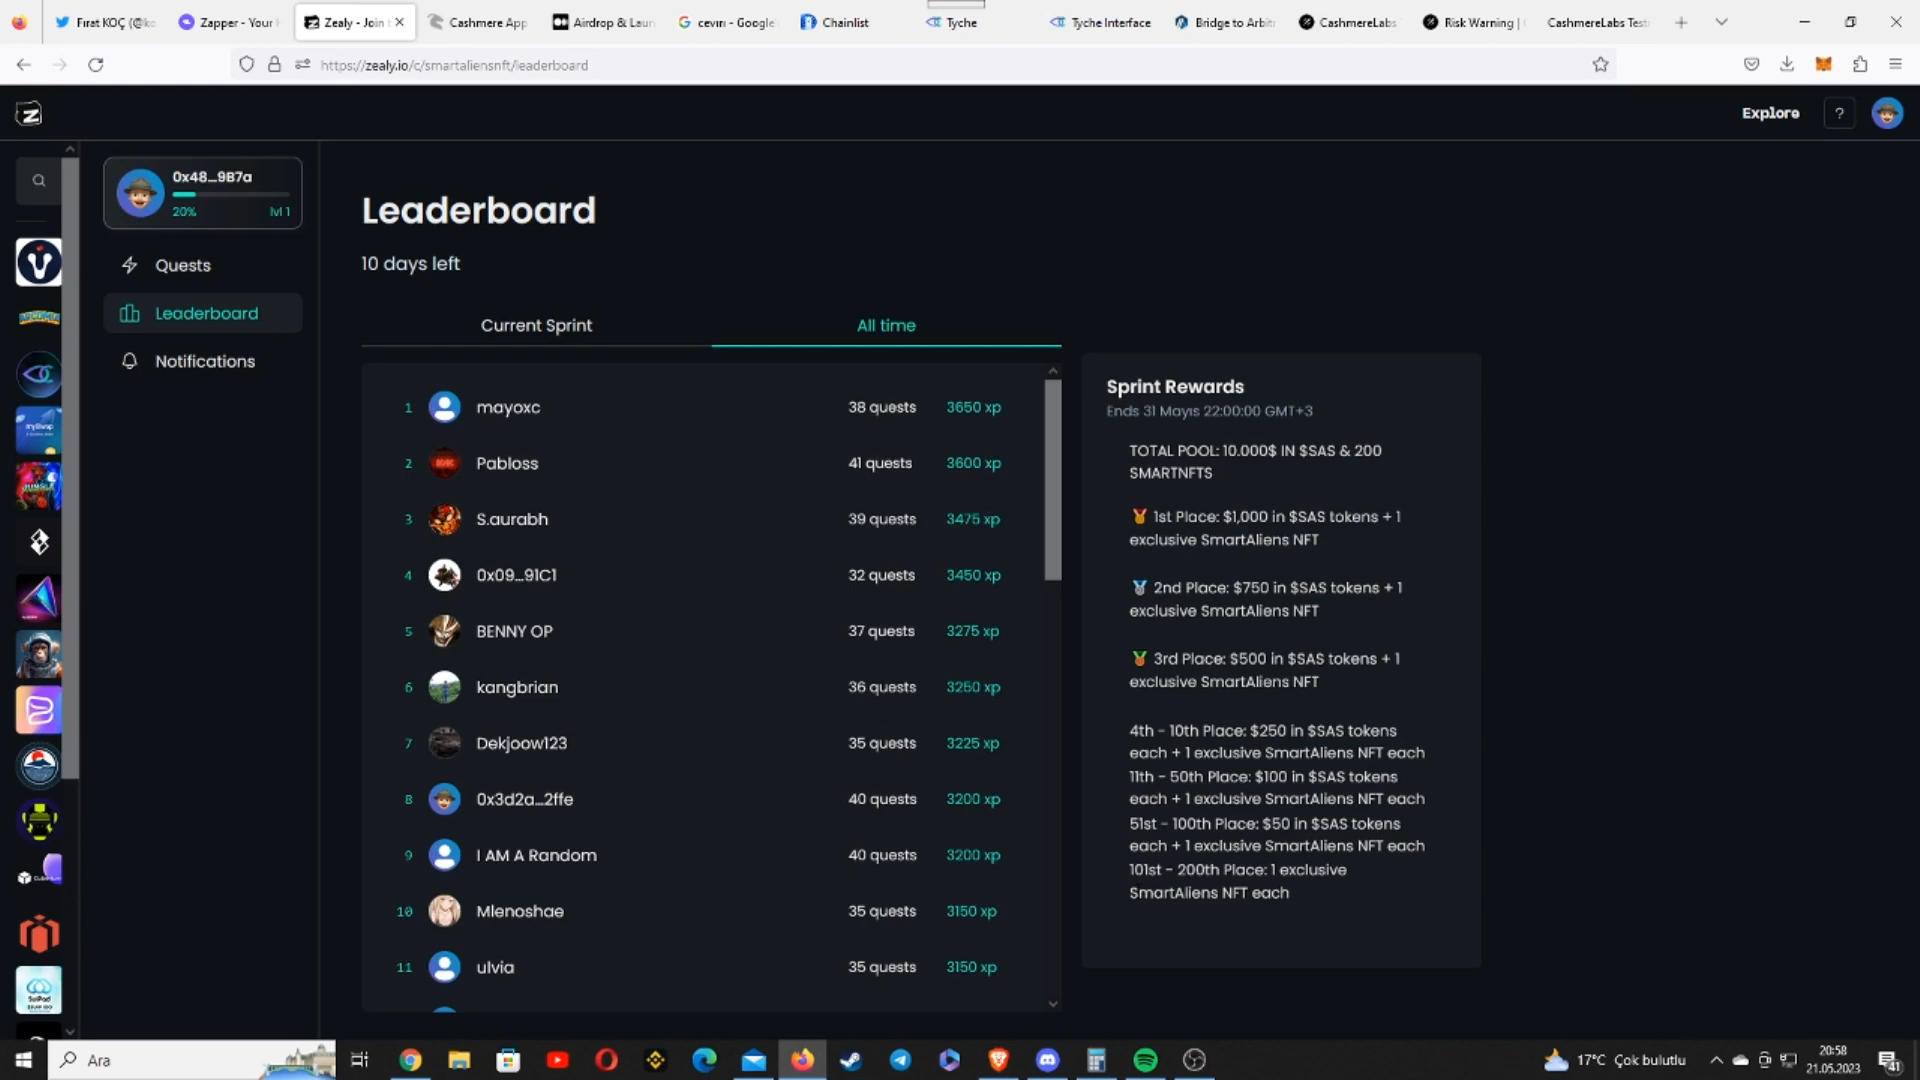 Fırat KOÇ (@ko
Zapper - Your
Zealy - Join
Cashmere App
Airdrop & Laun
ceviri - Google
Chainlist
Tyche
Tyche Interface
Bridge to Arbit
CashmereLabs
Risk Warning |
CashmereLabs Test
https://zealy.io/c/smartaliensnft/leaderboard
Explore
?
0x48...9B7a
20%
lvl 1
Quests
Leaderboard
Notifications
Leaderboard
10 days left
Current Sprint
All time
1 mayoxc 38 quests 3650 xp
2 Pabloss 41 quests 3600 xp
3 S.aurabh 39 quests 3475 xp
4 0x09...91C1 32 quests 3450 xp
5 BENNY OP 37 quests 3275 xp
6 kangbrian 36 quests 3250 xp
7 Dekjoow123 35 quests 3225 xp
8 0x3d2a...2ffe 40 quests 3200 xp
9 I AM A Random 40 quests 3200 xp
10 Mlenoshae 35 quests 3150 xp
11 ulvia 35 quests 3150 xp
Sprint Rewards
Ends 31 Mayıs 22:00:00 GMT+3
TOTAL POOL: 10.000$ IN $SAS & 200
SMARTNFTS
1st Place: $1,000 in $SAS tokens + 1
exclusive SmartAliens NFT
2nd Place: $750 in $SAS tokens + 1
exclusive SmartAliens NFT
3rd Place: $500 in $SAS tokens + 1
exclusive SmartAliens NFT
4th - 10th Place: $250 in $SAS tokens
each + 1 exclusive SmartAliens NFT each
11th - 50th Place: $100 in $SAS tokens
each + 1 exclusive SmartAliens NFT each
51st - 100th Place: $50 in $SAS tokens
each + 1 exclusive SmartAliens NFT each
101st - 200th Place: 1 exclusive
SmartAliens NFT each
Ara
17°C Çok bulutlu
20:58
21.05.2023
41